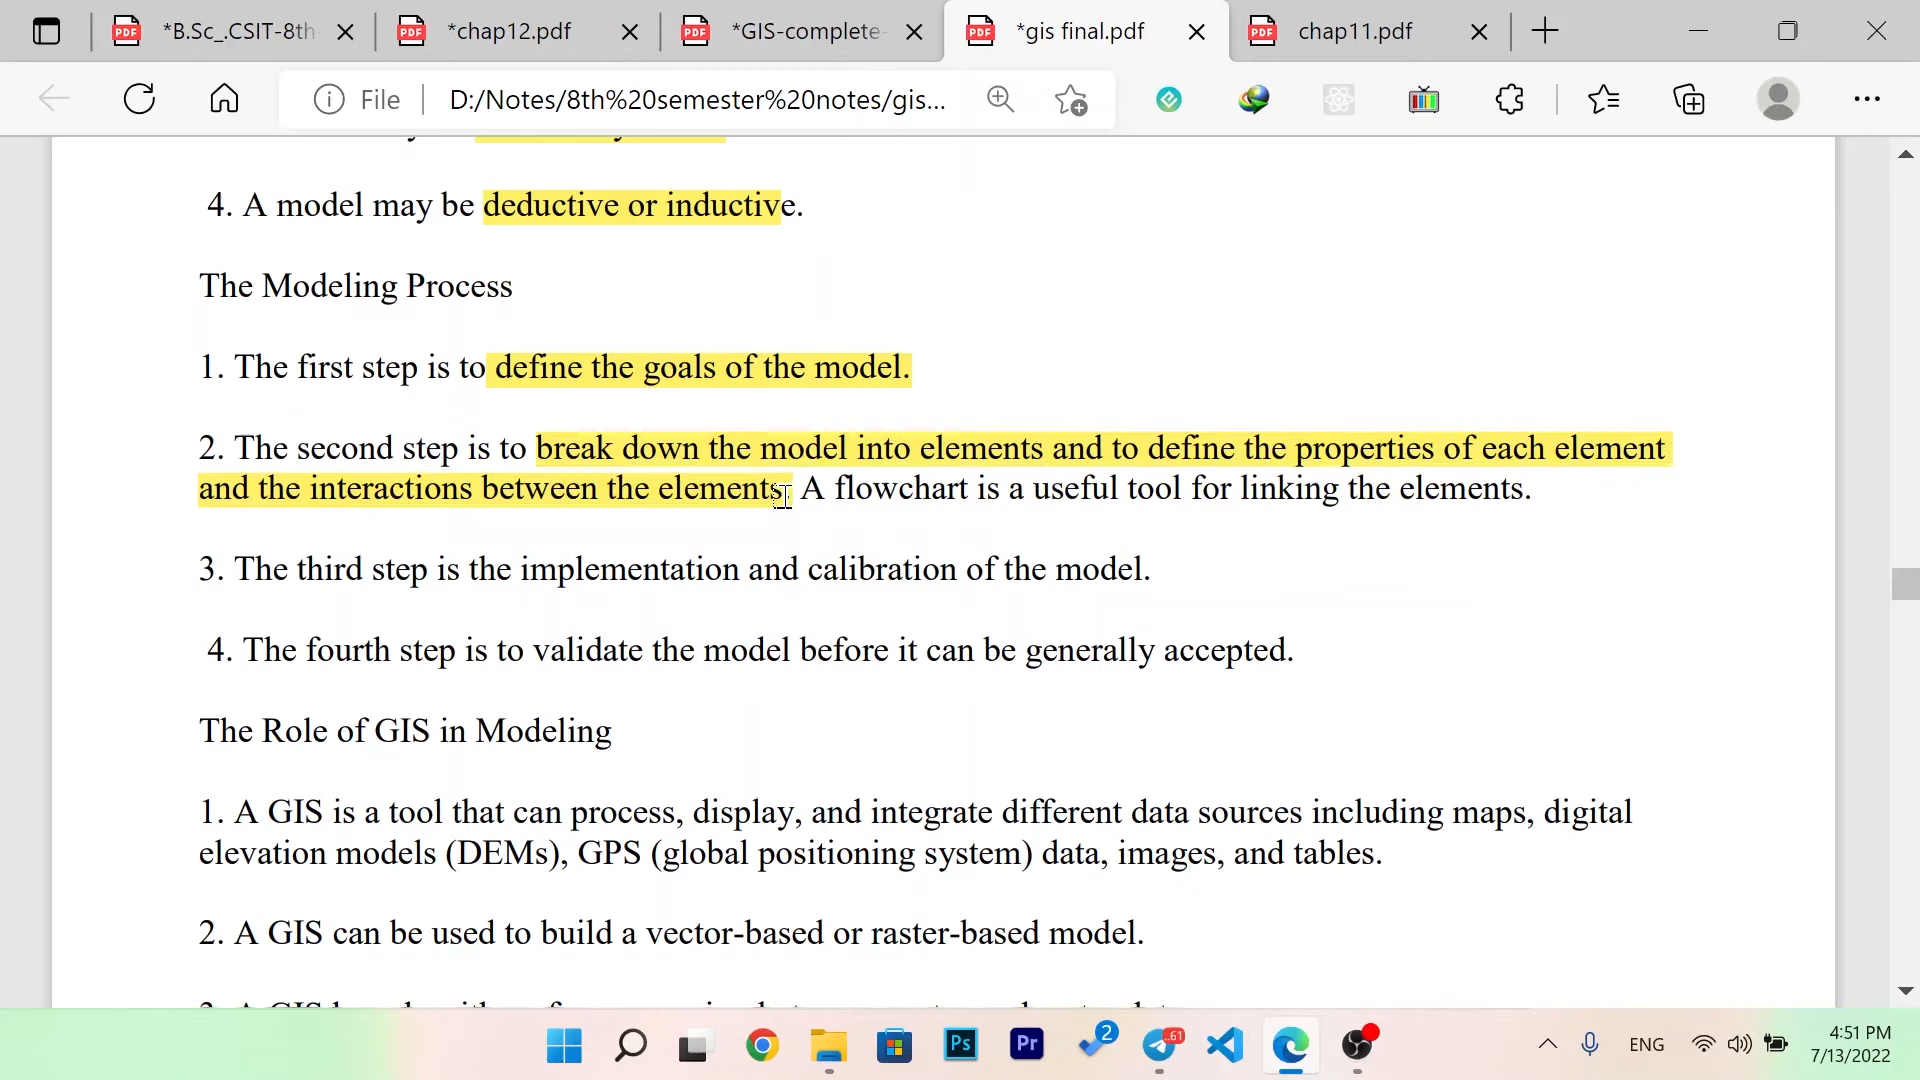 *B.Sc_.CSIT-8th
*chap12.pdf
*GIS-complete-
*gis final.pdf
chap11.pdf
File
D:/Notes/8th%20semester%20notes/gis...
4. A model may be deductive or inductive.
The Modeling Process
1. The first step is to define the goals of the model.
2. The second step is to break down the model into elements and to define the properties of each element
and the interactions between the elements. A flowchart is a useful tool for linking the elements.
3. The third step is the implementation and calibration of the model.
4. The fourth step is to validate the model before it can be generally accepted.
The Role of GIS in Modeling
1. A GIS is a tool that can process, display, and integrate different data sources including maps, digital
elevation models (DEMs), GPS (global positioning system) data, images, and tables.
2. A GIS can be used to build a vector-based or raster-based model.
Ps
Pr
2
..61
ENG
4:51 PM
7/13/2022